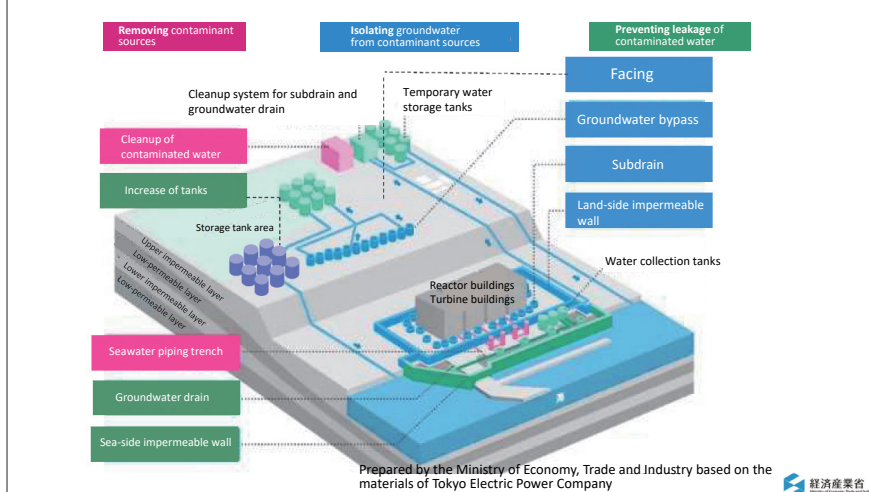 Removing contaminant
sources
Isolating groundwater
from contaminant sources
Preventing leakage of
contaminated water
Facing
Cleanup system for subdrain and
groundwater drain
Temporary water
storage tanks
Groundwater bypass
Cleanup of
contaminated water
Subdrain
Increase of tanks
Land-side impermeable
wall
Storage tank area
Upper impermeable layer
Low-permeable layer
Lower impermeable layer
Low-permeable layer
Water collection tanks
Reactor buildings
Turbine buildings
Seawater piping trench
Groundwater drain
Sea-side impermeable wall
Prepared by the Ministry of Economy, Trade and Industry based on the
materials of Tokyo Electric Power Company
経済産業省